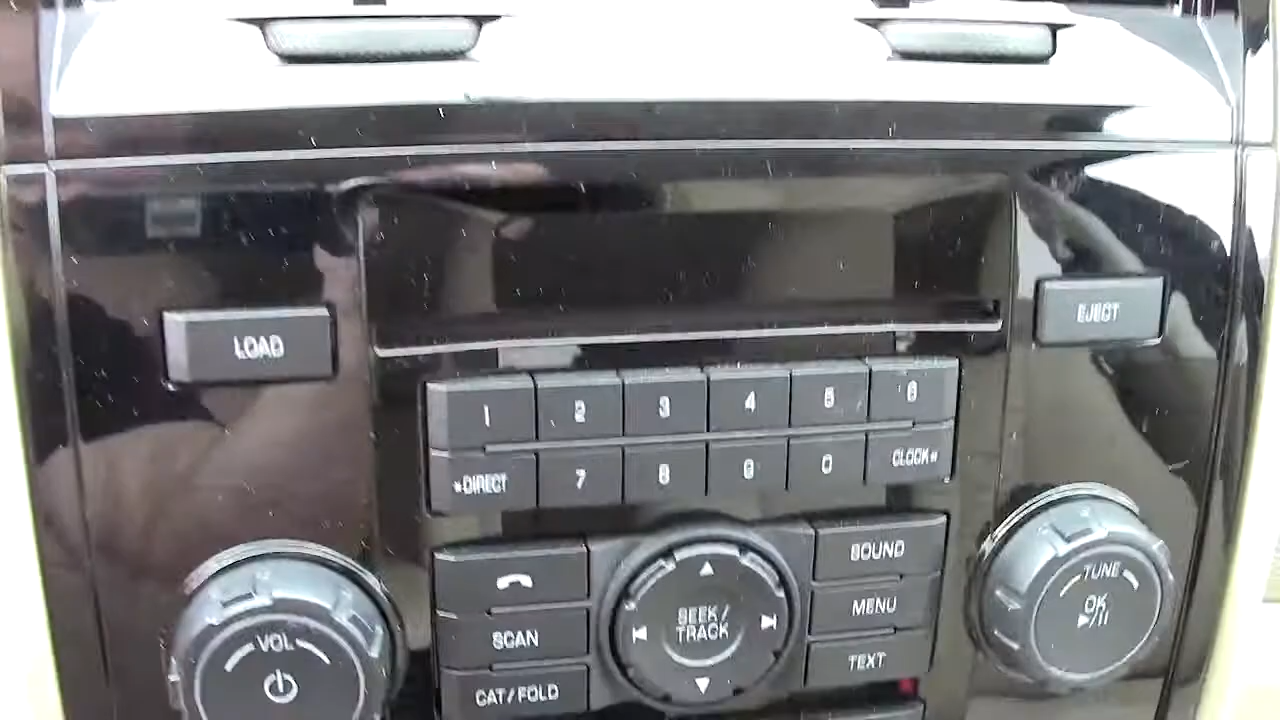 LOAD
EJECT
1 2 3 4 5 6
*DIRECT 7 8 9 0 CLOCK #
SOUND
SCAN
SEEK/
TRACK
MENU
CAT/FOLD
TEXT
VOL
TUNE
OK